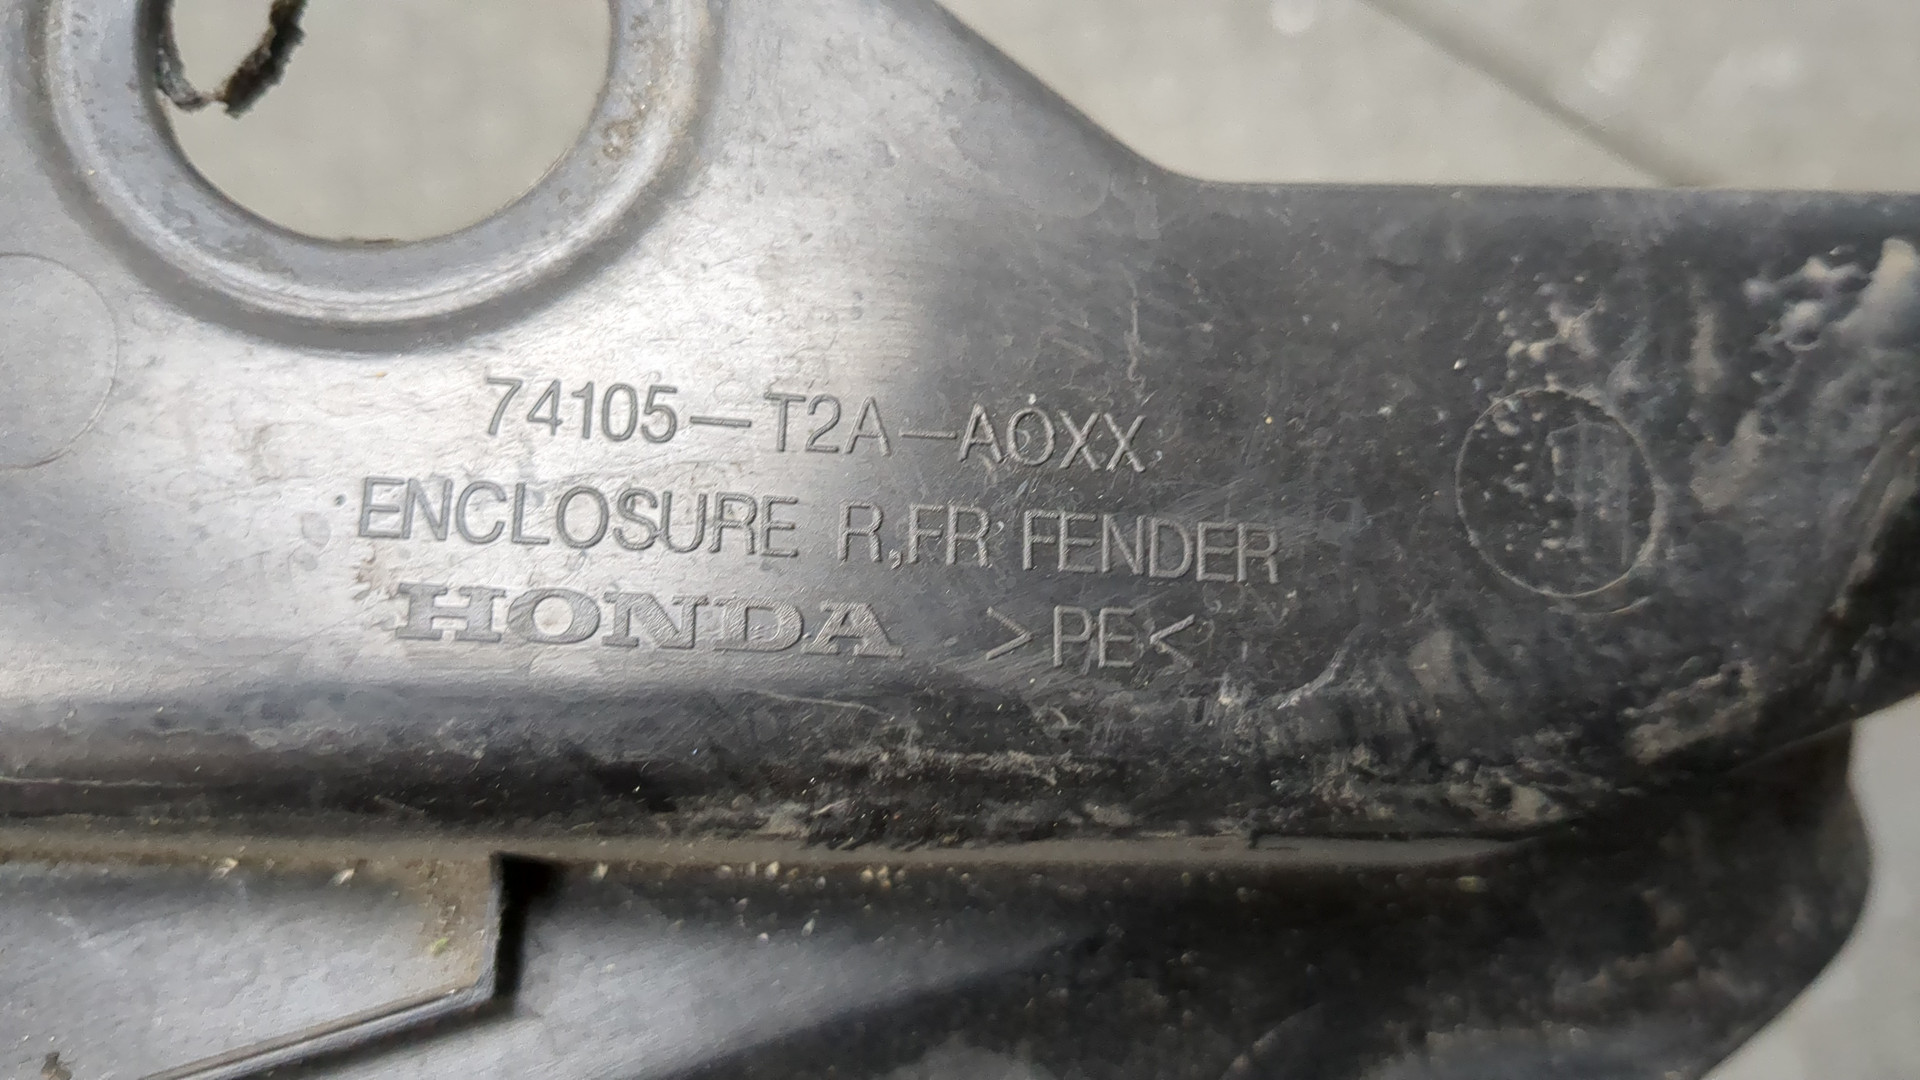 74105-T2A-A0XX
ENCLOSURE R,FR FENDER
HONDA >PE<